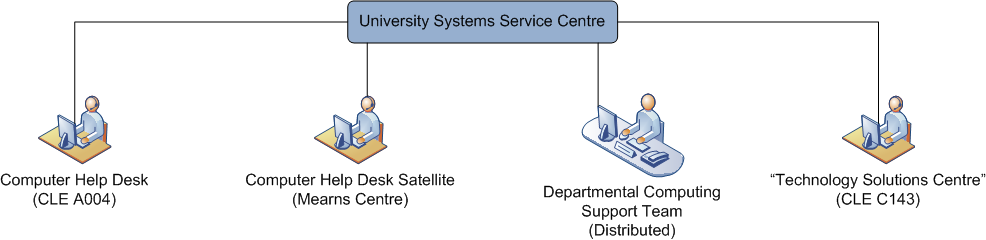 University Systems Service Centre
Computer Help Desk
(CLE A004)
Computer Help Desk Satellite
(Mearns Centre)
Departmental Computing
Support Team
(Distributed)
“Technology Solutions Centre”
(CLE C143)